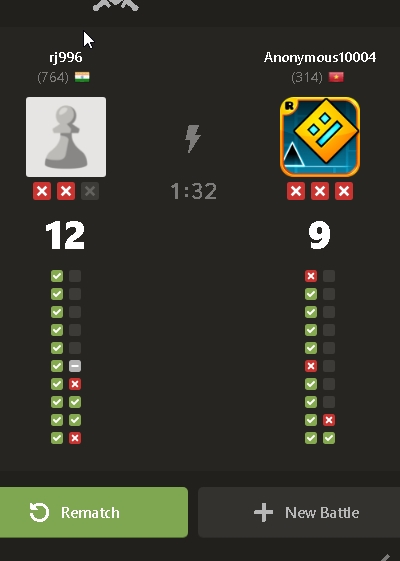 rj996
Anonymous10004
(764)
(314)
R
1:32
12
9
Rematch
New Battle